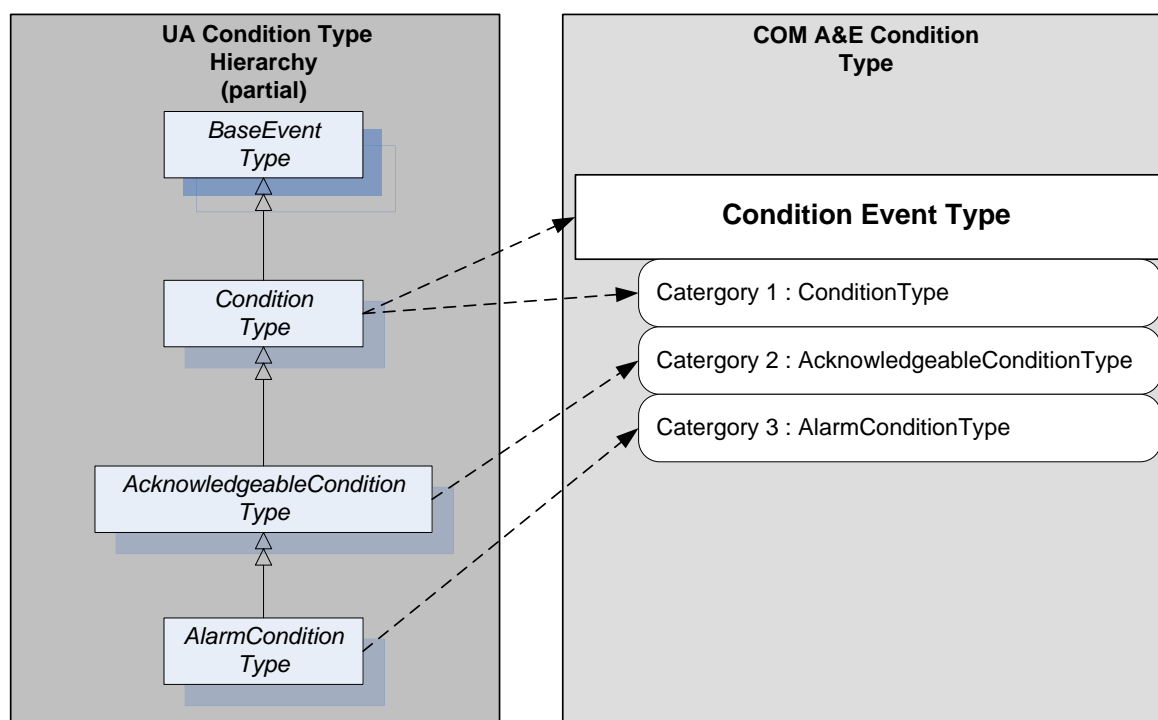 UA Condition Type
Hierarchy
(partial)
BaseEvent
Type
Condition
Type
AcknowledgeableCondition
Type
AlarmCondition
Type
COM A&E Condition
Type
Condition Event Type
Catergory 1 : ConditionType
Catergory 2 : AcknowledgeableConditionType
Catergory 3 : AlarmConditionType